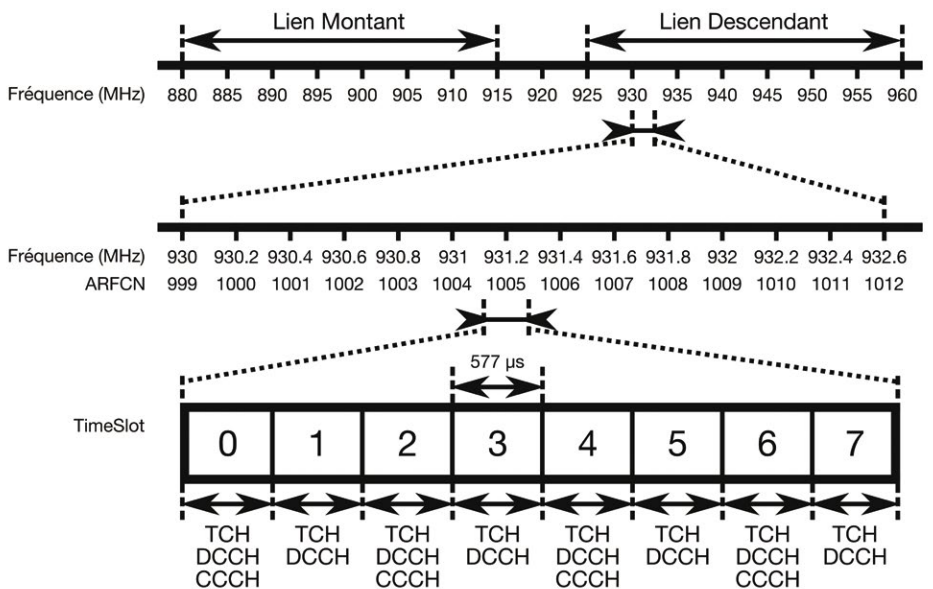 Lien Montant Lien Descendant
Fréquence (MHz) 880 885 890 895 900 905 910 915 920 925 930 935 940 945 950 955 960
Fréquence (MHz) 930 930.2 930.4 930.6 930.8 931 931.2 931.4 931.6 931.8 932 932.2 932.4 932.6
ARFCN 999 1000 1001 1002 1003 1004 1005 1006 1007 1008 1009 1010 1011 1012
577 µs
TimeSlot 0 1 2 3 4 5 6 7
TCH TCH TCH TCH TCH TCH TCH TCH
DCCH DCCH DCCH DCCH DCCH DCCH DCCH DCCH
CCCH CCCH CCCH CCCH